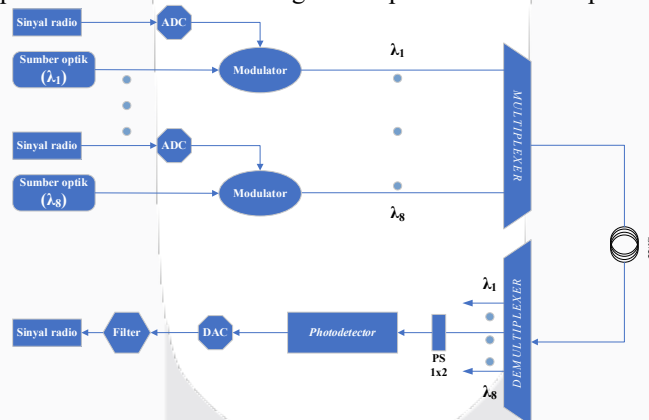 Sinyal radio
ADC
Sumber optik
(λ1)
Modulator
λ1
MULTIPLEXER
Sinyal radio
ADC
Sumber optik
(λ8)
Modulator
λ8
λ1
DEMULTIPLEXER
Sinyal radio
Filter
DAC
Photodetector
PS
1x2
λ8